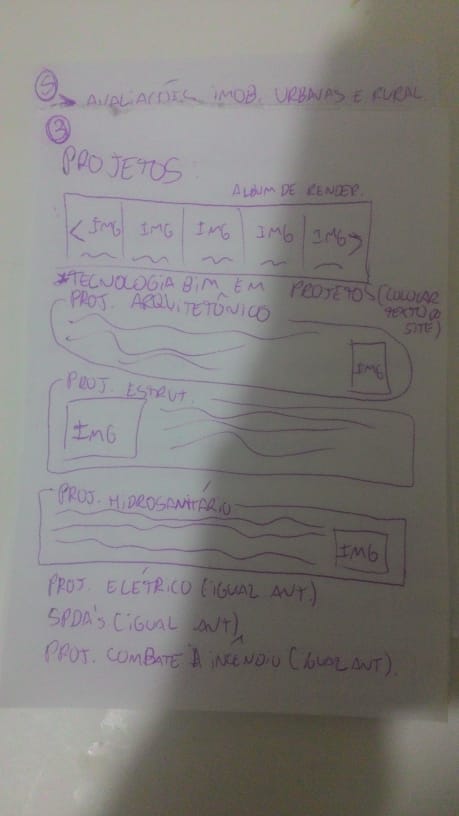 5
→ AVALIAÇÕES IMOB. URBANAS E RURAL.
3
PROJETOS:
ALBUM DE RENDER.
< IMG IMG IMG IMG IMG >
*TECNOLOGIA BIM EM PROJETOS (COLOCAR TEXTO DO SITE)
PROJ. ARQUITETÔNICO
IMG
PROJ. ESTRUT.
IMG
PROJ. HIDROSANITÁRIO
IMG
PROJ. ELÉTRICO (IGUAL ANT.)
SPDA's (IGUAL ANT)
PROJ. COMBATE À INCÊNDIO (IGUAL ANT).